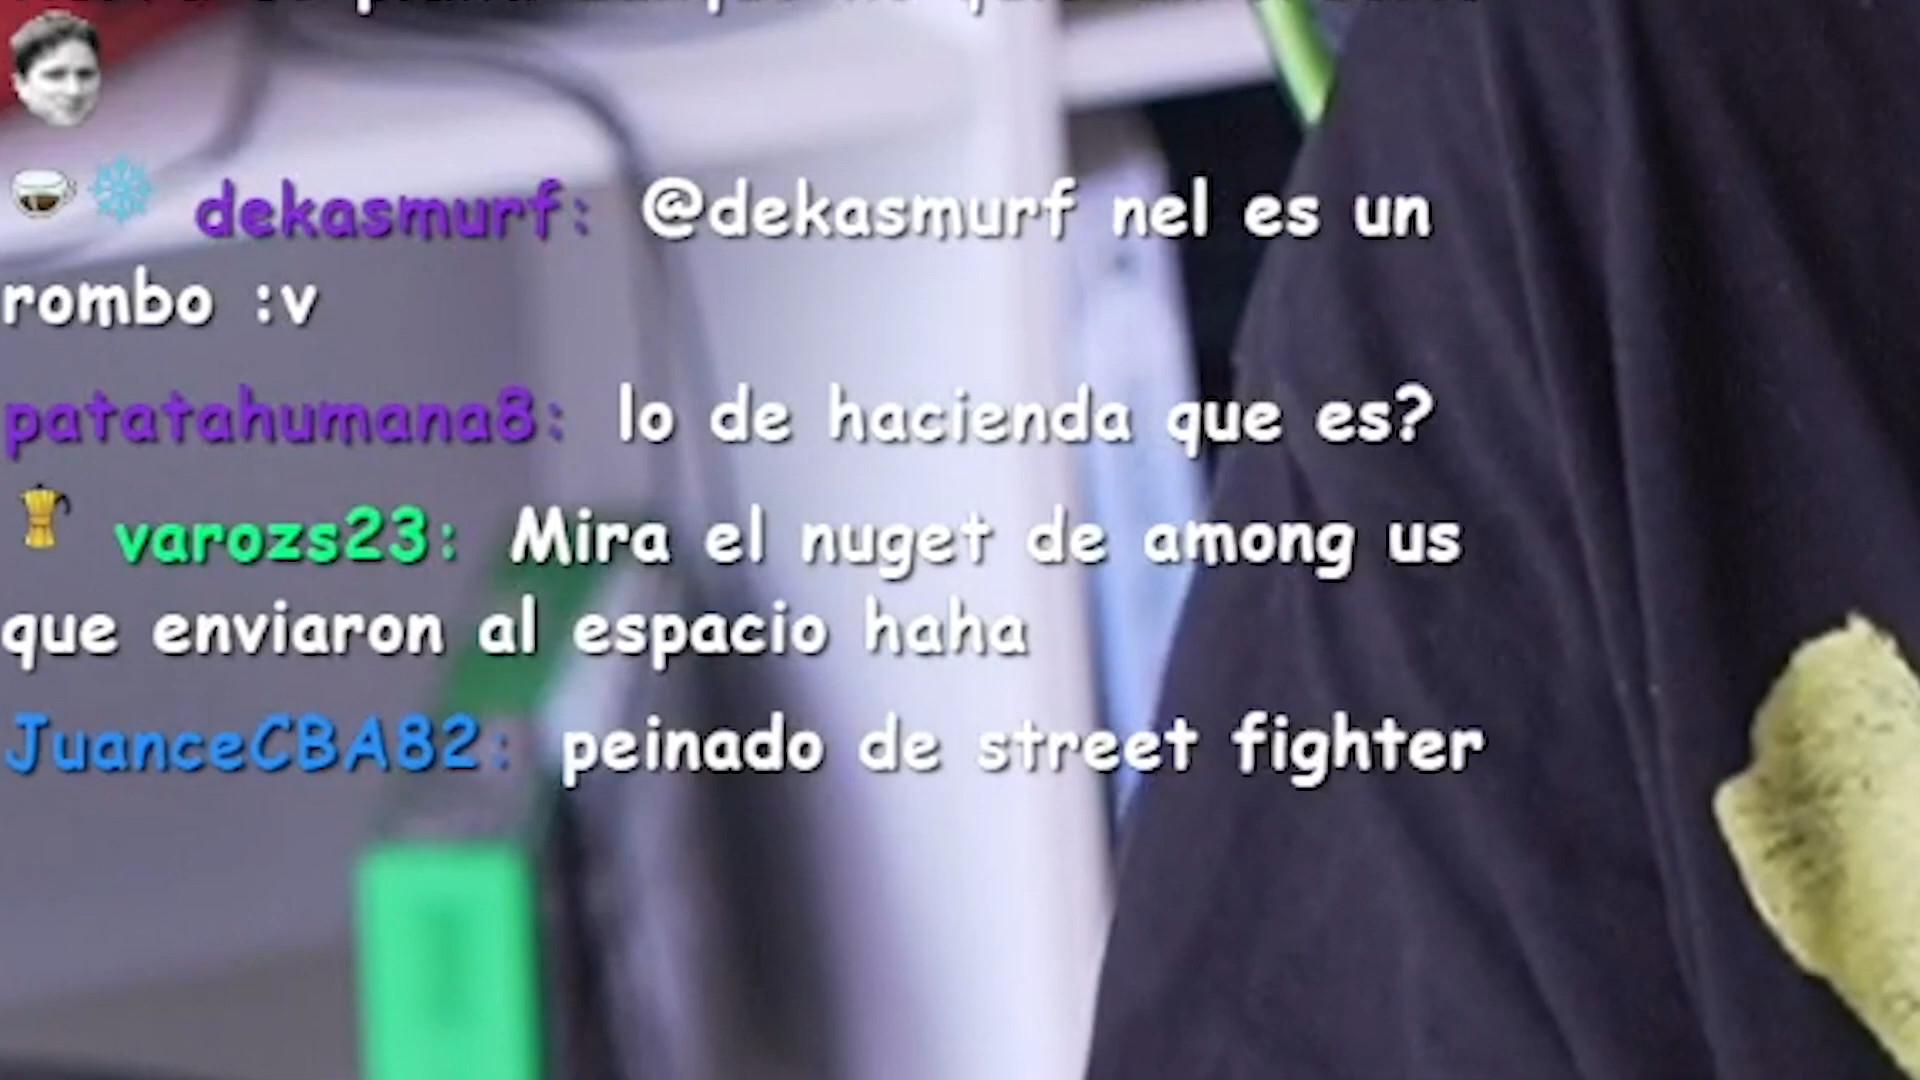 dekasmurf: @dekasmurf nel es un
rombo :v
patatahumana8: lo de hacienda que es?
varozs23: Mira el nuget de among us
que enviaron al espacio haha
JuanceCBA82: peinado de street fighter